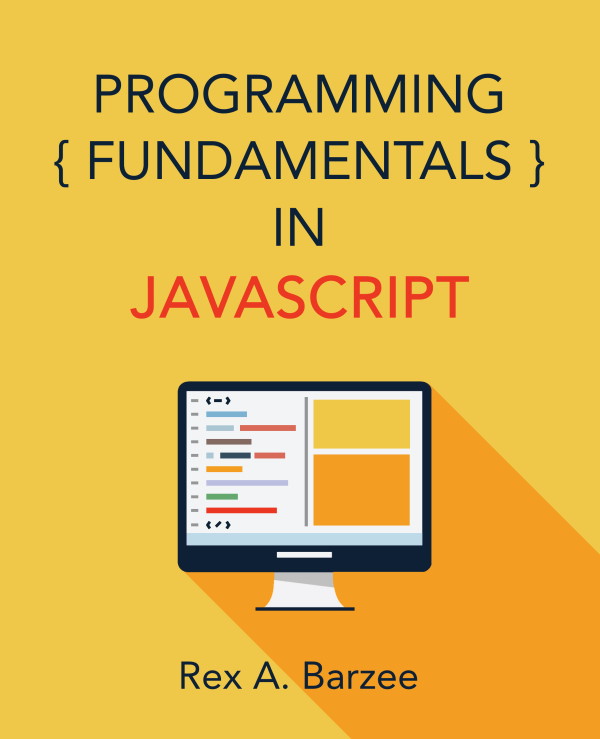 PROGRAMMING
{ FUNDAMENTALS }
IN
JAVASCRIPT
Rex A. Barzee